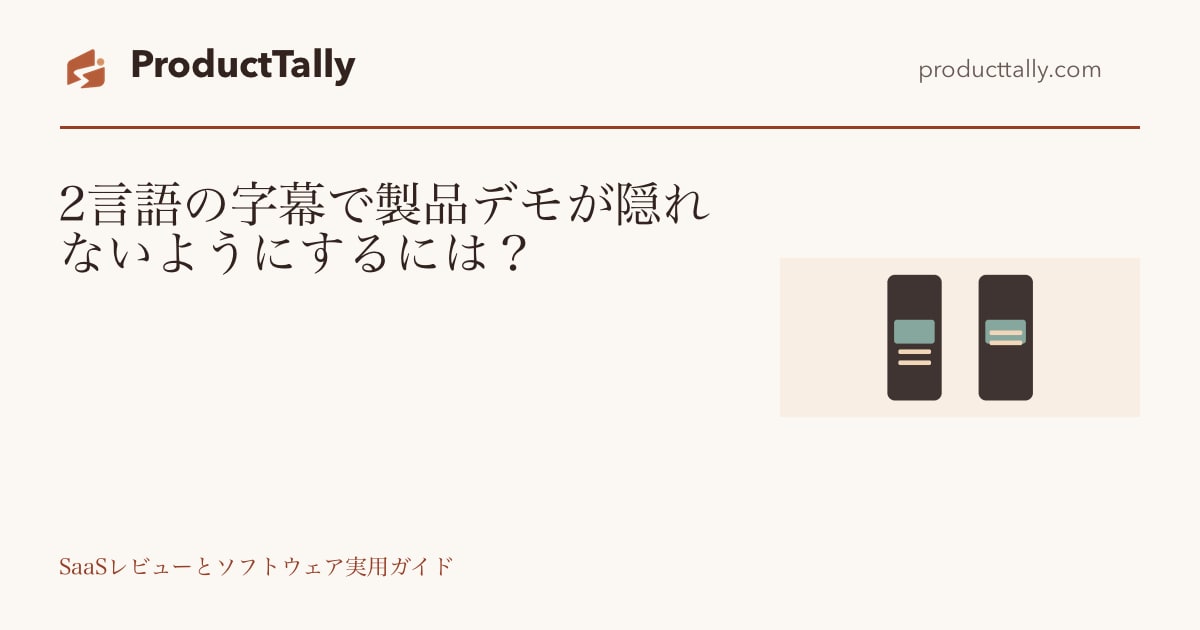 ProductTally
producttally.com
2言語の字幕で製品デモが隠れ
ないようにするには？
SaaSレビューとソフトウェア実用ガイド